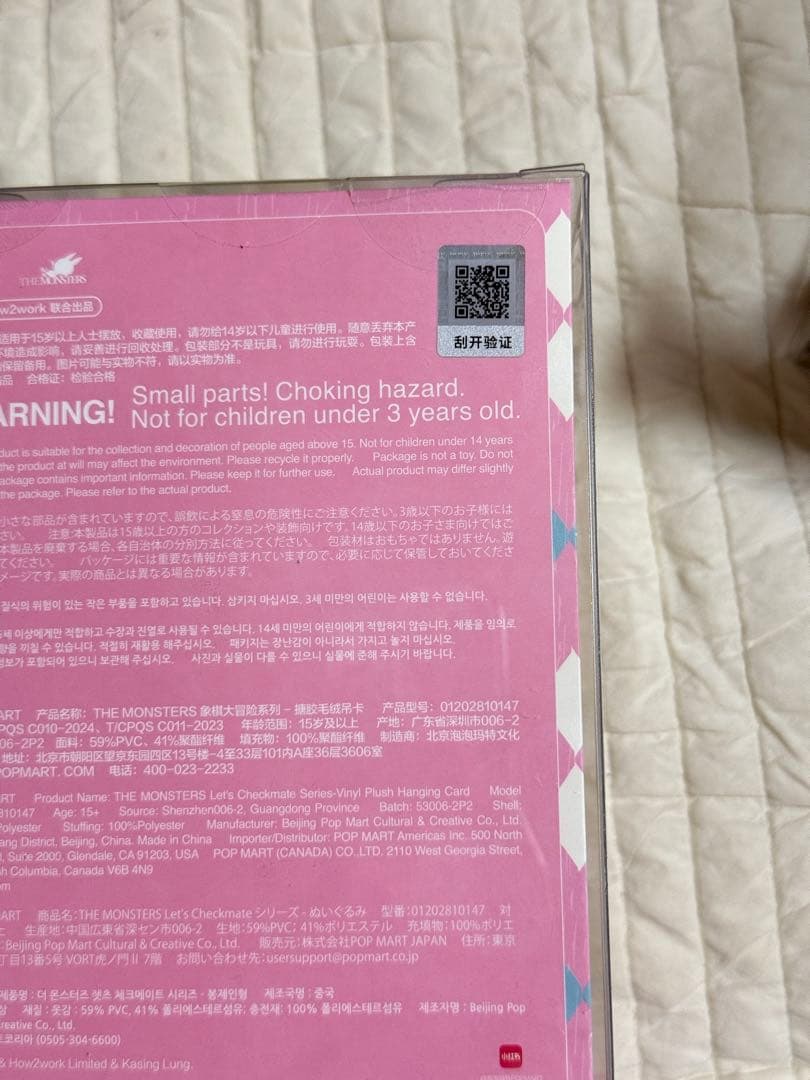 THE MONSTERS
w2work 联合出品
刮开验证
适用于15岁以上人士摆放，收藏使用，请勿给14岁以下儿童进行使用。随意丢弃本产
环境造成影响，请妥善进行回收处理。包装部分不是玩具，请勿进行玩耍。包装上含
保留备用。图片可能与实物不符，请以实物为准。
品 合格证：检验合格
ARNING! Small parts! Choking hazard.
Not for children under 3 years old.
duct is suitable for the collection and decoration of people aged above 15. Not for children under 14 years
the product at will may affect the environment. Please recycle it properly. Package is not a toy. Do not
ackage contains important information. Please keep it for further use. Actual product may differ slightly
the package. Please refer to the actual product.
小さな部品が含まれていますので、誤飲による窒息の危険性にご注意ください。3歳以下のお子様には
さい。 注意:本製品は15歳以上の方のコレクションや装飾向けです。14歳以下のお子さま向けではご
本製品を廃棄する場合、各自治体の分別方法に従ってください。 包装材はおもちゃではありません。遊
てください。 パッケージには重要な情報が含まれていますので、必要に応じて保管しておいてくださ
メージです。実際の商品とは異なる場合があります。
질식의 위험이 있는 작은 부품을 포함하고 있습니다. 삼키지 마십시오. 3세 미만의 어린이는 사용할 수 없습니다.
5세 이상에게만 적합하고 수장과 진열로 사용될 수 있습니다. 14세 미만의 어린이에게 적합하지 않습니다. 제품을 임의로
향을 끼칠 수 있습니다. 적절히 재활용 해주십시오. 패키지는 장난감이 아니라서 가지고 놀지 마십시오.
정보가 포함되어 있으니 보관해 주십시오. 사진과 실물이 다를 수 있으니 실물에 준해 주시기 바랍니다.
ART 产品名称：THE MONSTERS 象棋大冒险系列 - 搪胶毛绒吊卡 产品型号：01202810147
PQS C010-2024、T/CPQS C011-2023 年龄范围：15岁及以上 产地：广东省深圳市006-2
06-2P2 面料：59%PVC、41%聚酯纤维 填充物：100%聚酯纤维 制造商：北京泡泡玛特文化
地址：北京市朝阳区望京东园四区13号楼-4至33层101内A座36层3606室
POPMART. COM 电话：400-023-2233
RT Product Name: THE MONSTERS Let's Checkmate Series-Vinyl Plush Hanging Card Model
810147 Age: 15+ Source: Shenzhen006-2, Guangdong Province Batch: 53006-2P2 Shell;
Polyester Stuffing: 100%Polyester Manufacturer: Beijing Pop Mart Cultural & Creative Co., Ltd.
ang District, Beijing, China. Made in China Importer/Distributor: POP MART Americas Inc. 500 North
l, Suite 2000, Glendale, CA 91203, USA POP MART (CANADA) CO.,LTD. 2110 West Georgia Street,
sh Columbia, Canada V6B 4N9
om
ART 商品名：THE MONSTERS Let's Checkmate シリーズ - ぬいぐるみ 型番：01202810147 対
生産地：中国広東省深セン市006-2 生地：59%PVC; 41%ポリエステル 充填物：100%ポリエ
：Beijing Pop Mart Cultural & Creative Co., Ltd. 販売元：株式会社POP MART JAPAN 住所：東京
丁目13番5号 VORT虎ノ門Ⅱ 7階 お問い合わせ先：usersupport@popmart.co.jp
제품명 : 더 몬스터즈 렛츠 체크메이트 시리즈 - 봉제인형 제조국명 : 중국
상 재질 : 겉감 : 59% PVC, 41% 폴리에스테르섬유; 충전재: 100% 폴리에스테르섬유 제조자명 : Beijing Pop
reative Co., Ltd.
트코리아 (0505-304-6600)
& How2work Limited & Kasing Lung.
小红书